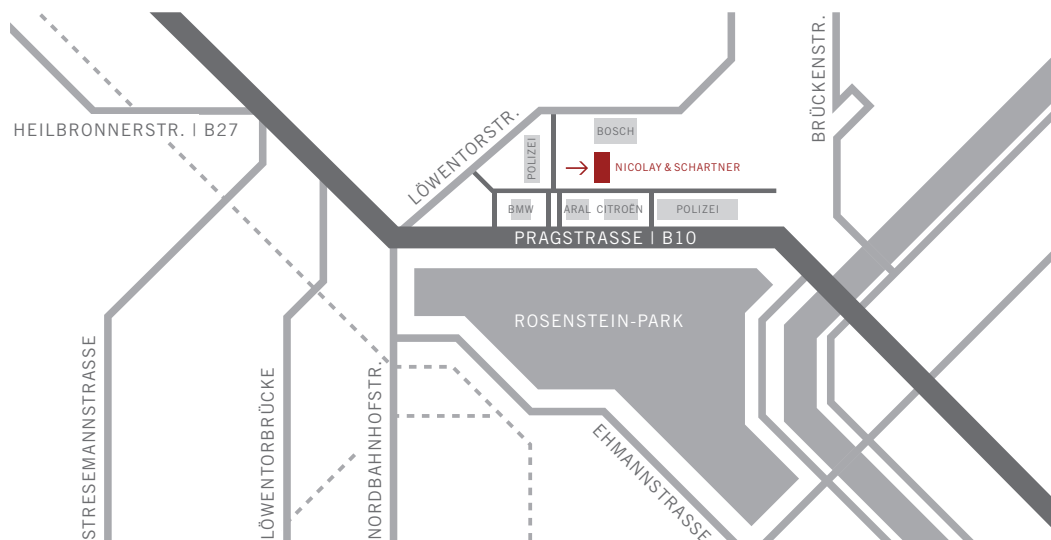 BRÜCKENSTR.
HEILBRONNERSTR. | B27
LÖWENTORSTR.
POLIZEI
BOSCH
NICOLAY & SCHARTNER
BMW
ARAL
CITROËN
POLIZEI
PRAGSTRASSE | B10
ROSENSTEIN-PARK
STRESEMANNSTRASSE
LÖWENTORBRÜCKE
NORDBAHNHOFSTR.
EHMANNSTRASSE